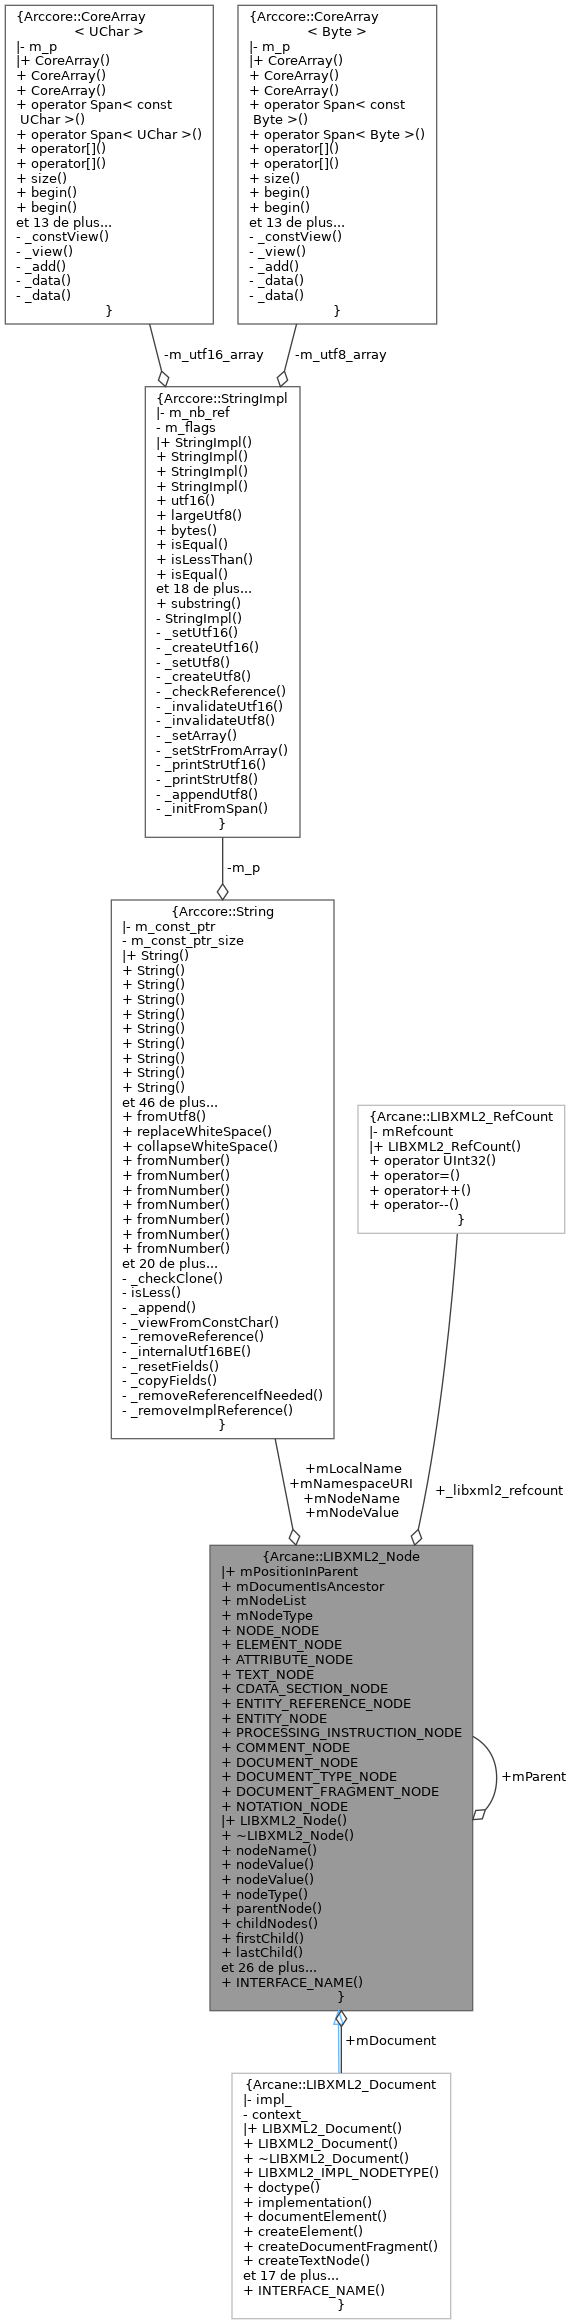 {Arccore::CoreArray
< UChar >
|- m_p
|+ CoreArray()
+ CoreArray()
+ CoreArray()
+ operator Span< const
UChar >()
+ operator Span< UChar >()
+ operator[]()
+ operator[]()
+ size()
+ begin()
+ begin()
et 13 de plus...
- _constView()
- _view()
- _add()
- _data()
- _data()
}
{Arccore::CoreArray
< Byte >
|- m_p
|+ CoreArray()
+ CoreArray()
+ CoreArray()
+ operator Span< const
Byte >()
+ operator Span< Byte >()
+ operator[]()
+ operator[]()
+ size()
+ begin()
+ begin()
et 13 de plus...
- _constView()
- _view()
- _add()
- _data()
- _data()
}
-m_utf16_array
-m_utf8_array
{Arccore::StringImpl
|- m_nb_ref
- m_flags
|+ StringImpl()
+ StringImpl()
+ StringImpl()
+ StringImpl()
+ utf16()
+ largeUtf8()
+ bytes()
+ isEqual()
+ isLessThan()
+ isEqual()
et 18 de plus...
+ substring()
- StringImpl()
- _setUtf16()
- _createUtf16()
- _setUtf8()
- _createUtf8()
- _checkReference()
- _invalidateUtf16()
- _invalidateUtf8()
- _setArray()
- _setStrFromArray()
- _printStrUtf16()
- _printStrUtf8()
- _appendUtf8()
- _initFromSpan()
}
-m_p
{Arccore::String
|- m_const_ptr
- m_const_ptr_size
|+ String()
+ String()
+ String()
+ String()
+ String()
+ String()
+ String()
+ String()
+ String()
+ String()
et 46 de plus...
+ fromUtf8()
+ replaceWhiteSpace()
+ collapseWhiteSpace()
+ fromNumber()
+ fromNumber()
+ fromNumber()
+ fromNumber()
+ fromNumber()
+ fromNumber()
+ fromNumber()
et 20 de plus...
- _checkClone()
- isLess()
- _append()
- _viewFromConstChar()
- _removeReference()
- _internalUtf16BE()
- _resetFields()
- _copyFields()
- _removeReferenceIfNeeded()
- _removeImplReference()
}
{Arcane::LIBXML2_RefCount
|- mRefcount
|+ LIBXML2_RefCount()
+ operator UInt32()
+ operator=()
+ operator++()
+ operator--()
}
+mLocalName
+mNamespaceURI
+mNodeName
+mNodeValue
+_libxml2_refcount
{Arcane::LIBXML2_Node
|+ mPositionInParent
+ mDocumentIsAncestor
+ mNodeList
+ mNodeType
+ NODE_NODE
+ ELEMENT_NODE
+ ATTRIBUTE_NODE
+ TEXT_NODE
+ CDATA_SECTION_NODE
+ ENTITY_REFERENCE_NODE
+ ENTITY_NODE
+ PROCESSING_INSTRUCTION_NODE
+ COMMENT_NODE
+ DOCUMENT_NODE
+ DOCUMENT_TYPE_NODE
+ DOCUMENT_FRAGMENT_NODE
+ NOTATION_NODE
|+ LIBXML2_Node()
+ ~LIBXML2_Node()
+ nodeName()
+ nodeValue()
+ nodeValue()
+ nodeType()
+ parentNode()
+ childNodes()
+ firstChild()
+ lastChild()
et 26 de plus...
+ INTERFACE_NAME()
}
+mParent
+mDocument
{Arcane::LIBXML2_Document
|- impl_
- context_
|+ LIBXML2_Document()
+ LIBXML2_Document()
+ ~LIBXML2_Document()
+ LIBXML2_IMPL_NODETYPE()
+ doctype()
+ implementation()
+ documentElement()
+ createElement()
+ createDocumentFragment()
+ createTextNode()
et 17 de plus...
+ INTERFACE_NAME()
}